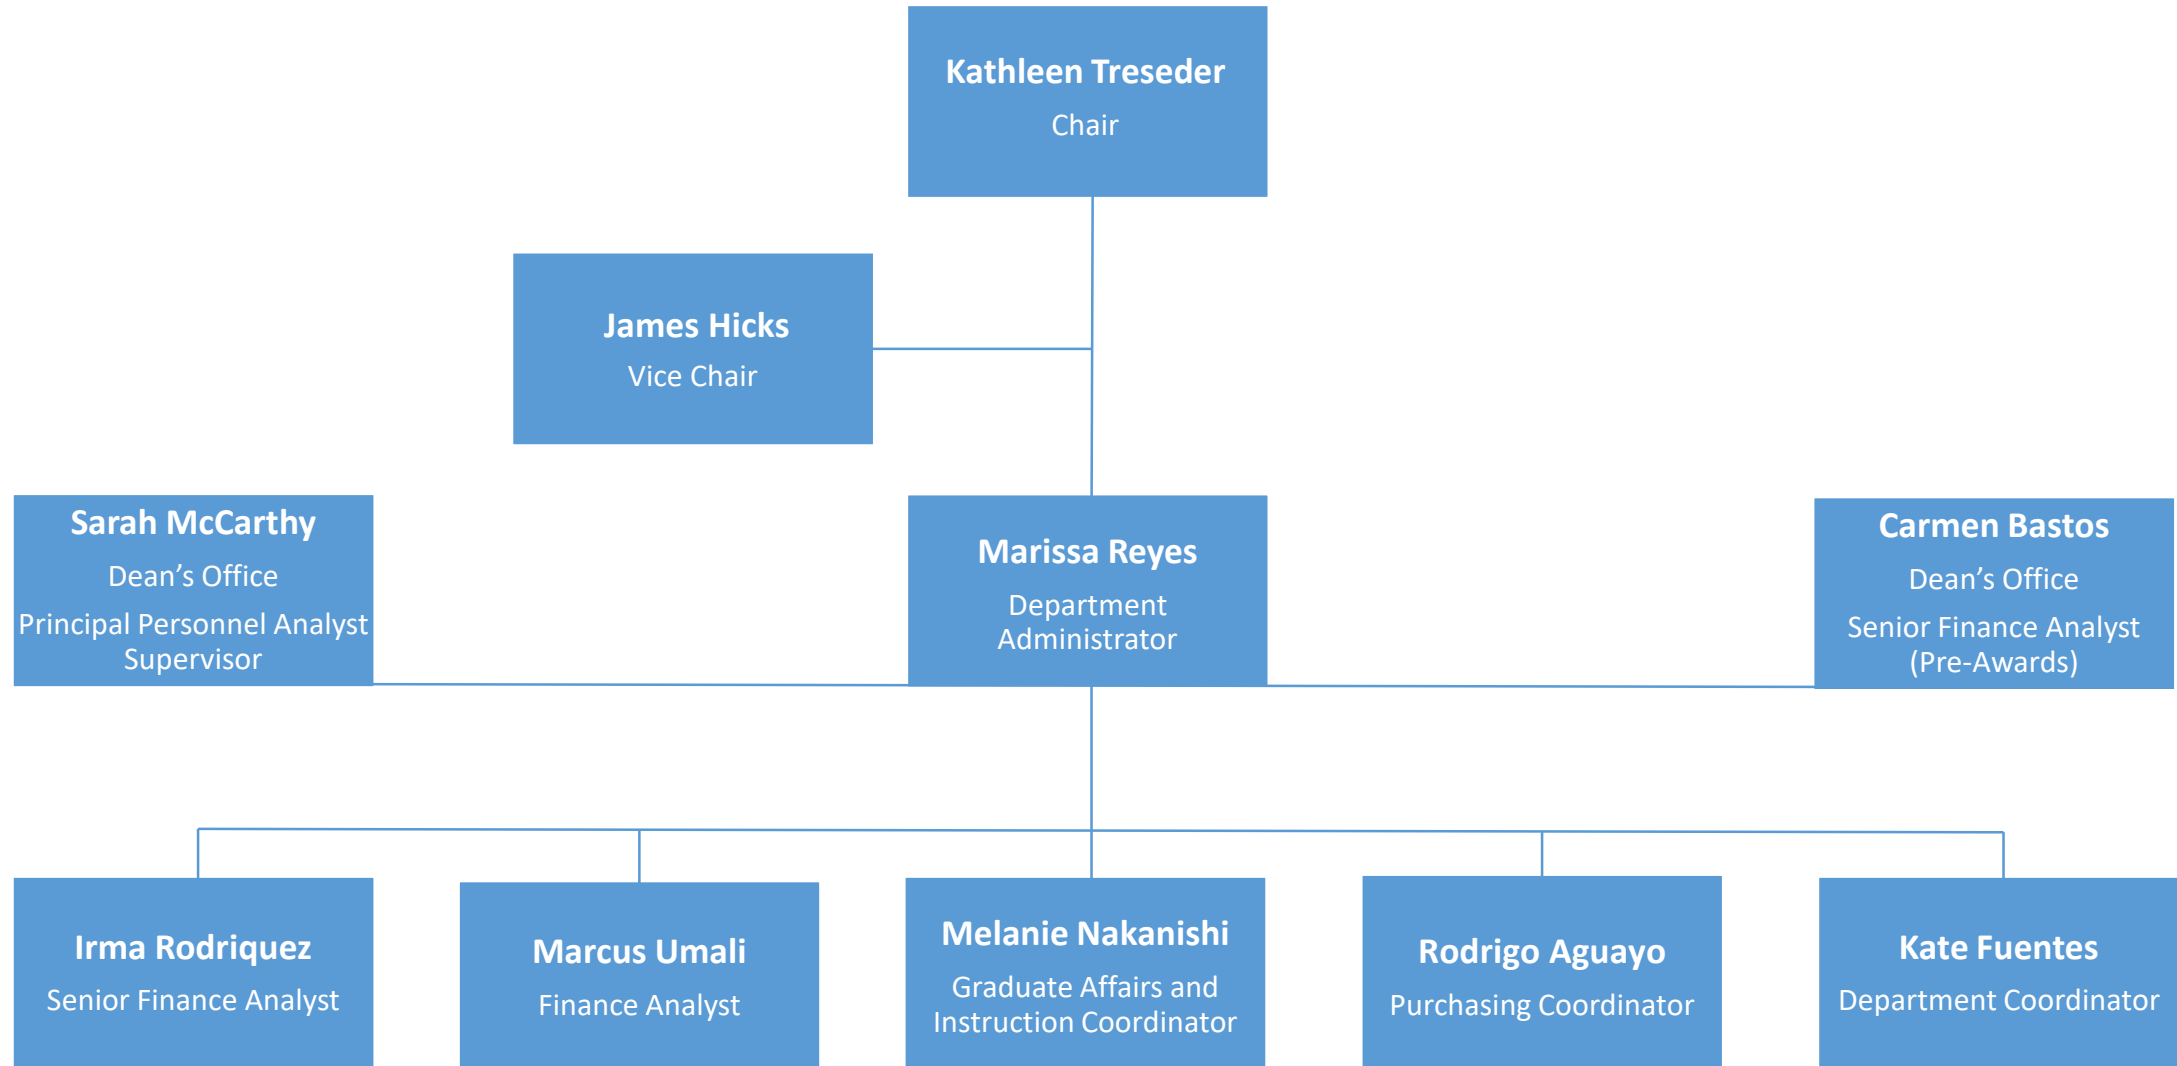 Kathleen Treseder
Chair
James Hicks
Vice Chair
Sarah McCarthy
Dean’s Office
Principal Personnel Analyst
Supervisor
Marissa Reyes
Department
Administrator
Carmen Bastos
Dean’s Office
Senior Finance Analyst
(Pre-Awards)
Irma Rodriquez
Senior Finance Analyst
Marcus Umali
Finance Analyst
Melanie Nakanishi
Graduate Affairs and
Instruction Coordinator
Rodrigo Aguayo
Purchasing Coordinator
Kate Fuentes
Department Coordinator